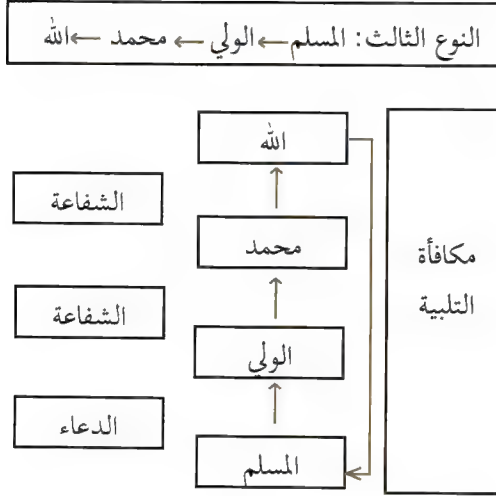 النوع الثالث: المسلم ← الولي ← محمد ← الله
الله
الشفاعة
محمد
مكافأة
التلبية
الشفاعة
الولي
الدعاء
المسلم